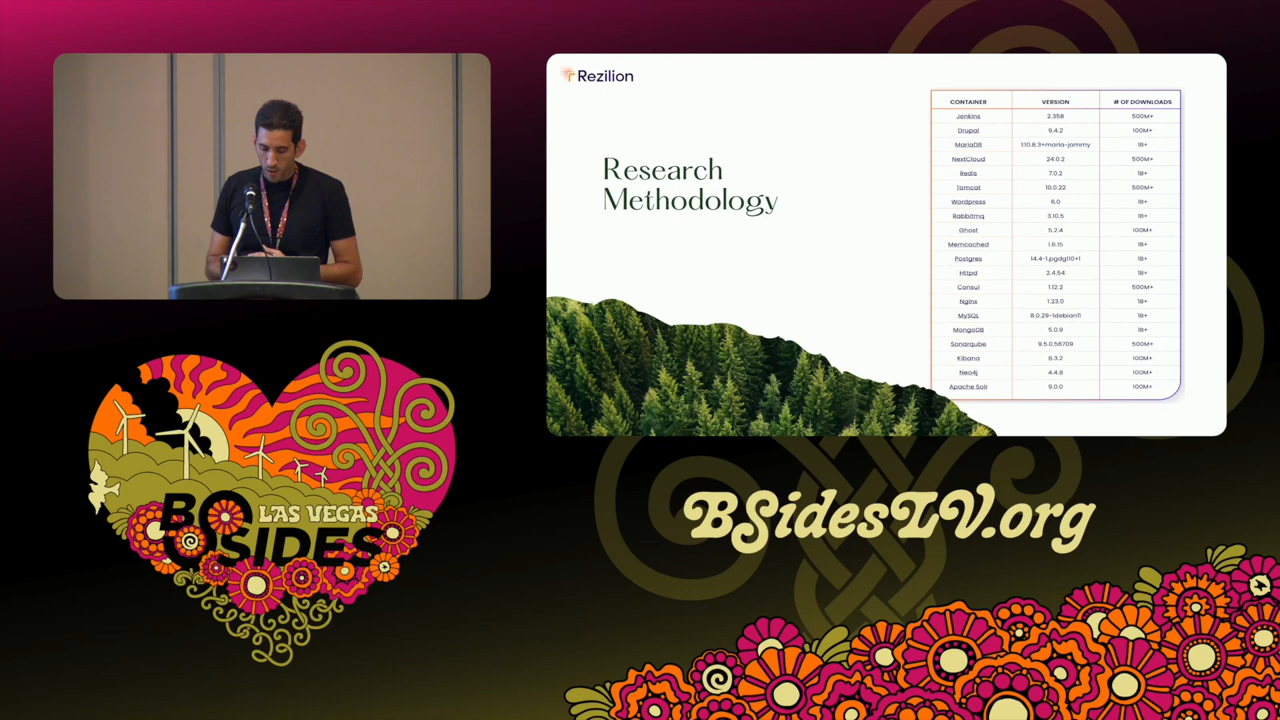 Rezilion
Research
Methodology
CONTAINER VERSION # OF DOWNLOADS
Jenkins 2.358 500M+
Drupal 9.4.2 100M+
MariaDB 1:10.8.3+maria~jammy 1B+
NextCloud 24.0.2 500M+
Redis 7.0.2 1B+
Tomcat 10.0.22 500M+
Wordpress 6.0 1B+
Rabbitmq 3.10.5 1B+
Ghost 5.2.4 100M+
Memcached 1.6.15 1B+
Postgres 14.4-1.pgdg110+1 1B+
Httpd 2.4.54 1B+
Consul 1.12.2 500M+
Nginx 1.23.0 1B+
MySQL 8.0.29-1debian11 1B+
MongoDB 5.0.9 1B+
Sonarqube 9.5.0.56709 500M+
Kibana 8.3.2 100M+
Neo4j 4.4.8 100M+
Apache Solr 9.0.0 100M+
LAS VEGAS
BSIDES
BSidesLV.org